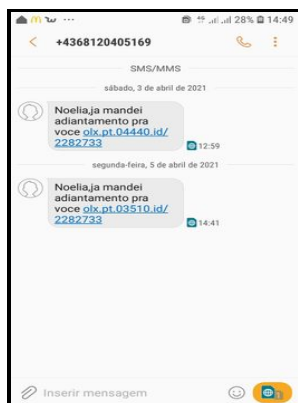 28% 14:49
+4368120405169
SMS/MMS
sábado, 3 de abril de 2021
Noelia,ja mandei
adiantamento pra
voce olx.pt.04440.id/
2282733
12:59
segunda-feira, 5 de abril de 2021
Noelia,ja mandei
adiantamento pra
voce olx.pt.03510.id/
2282733
14:41
Inserir mensagem